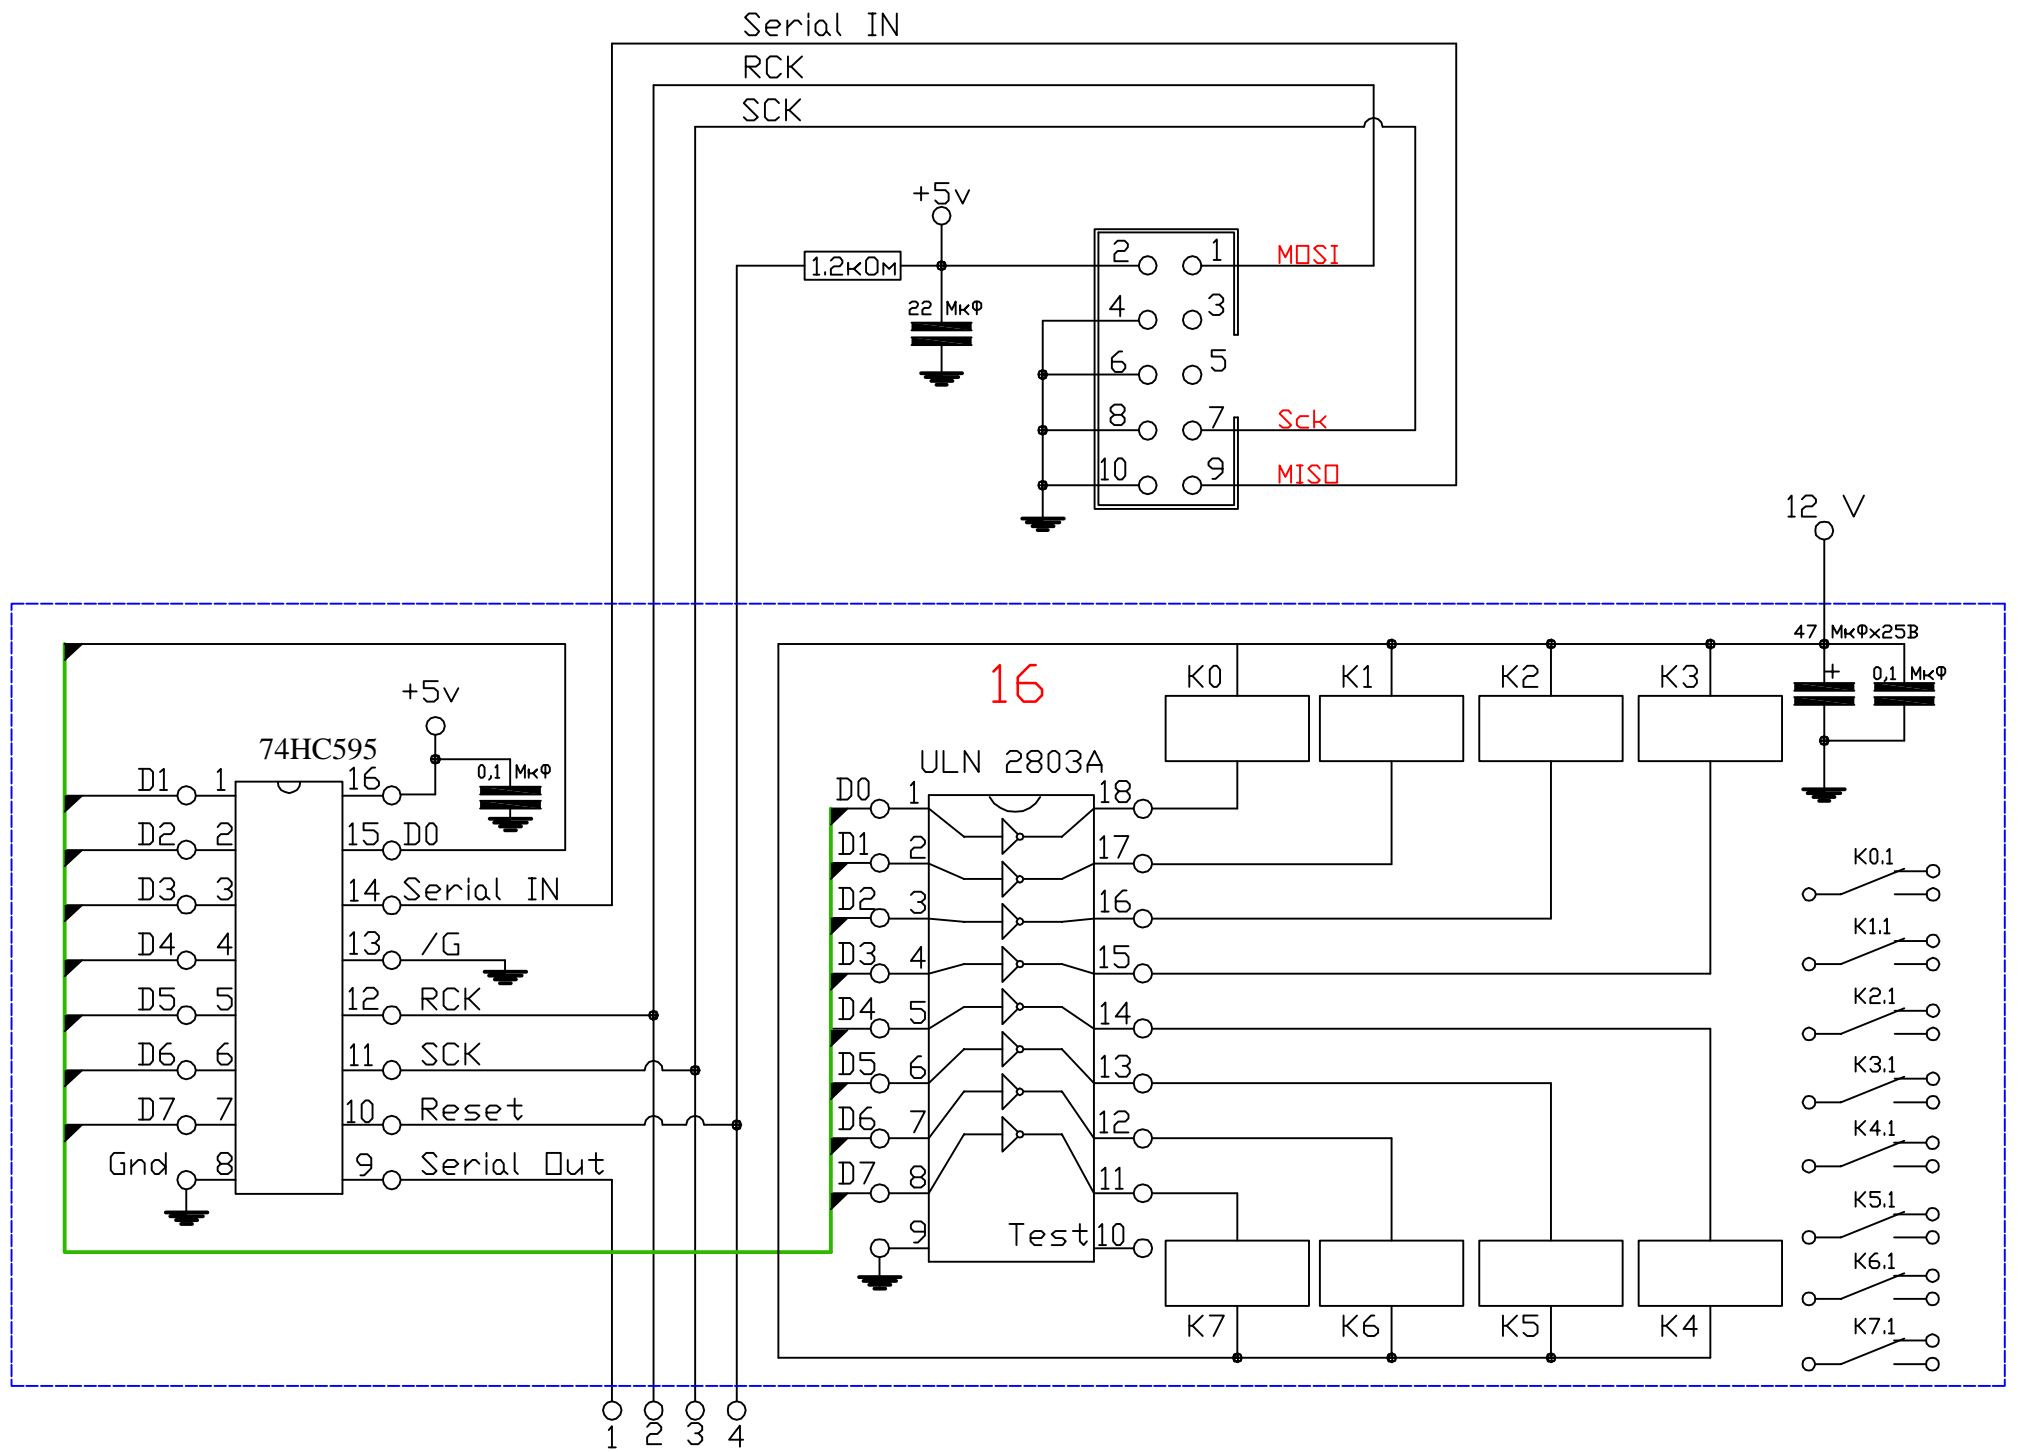 Serial IN
RCK
SCK
+5v
1.2кОм
22 МкФ
2 1 MOSI
4 3
6 5
8 7 Sck
10 9 MISO
12 V
47 МкФх25В
+
0,1 МкФ
16
K0 K1 K2 K3
+5v
74HC595
0,1 МкФ
D1 1 16
D2 2 15 D0
D3 3 14 Serial IN
D4 4 13 /G
D5 5 12 RCK
D6 6 11 SCK
D7 7 10 Reset
Gnd 8 9 Serial Out
ULN 2803A
D0 1 18
D1 2 17
D2 3 16
D3 4 15
D4 5 14
D5 6 13
D6 7 12
D7 8 11
9 Test 10
K7 K6 K5 K4
K0.1
K1.1
K2.1
K3.1
K4.1
K5.1
K6.1
K7.1
1 2 3 4